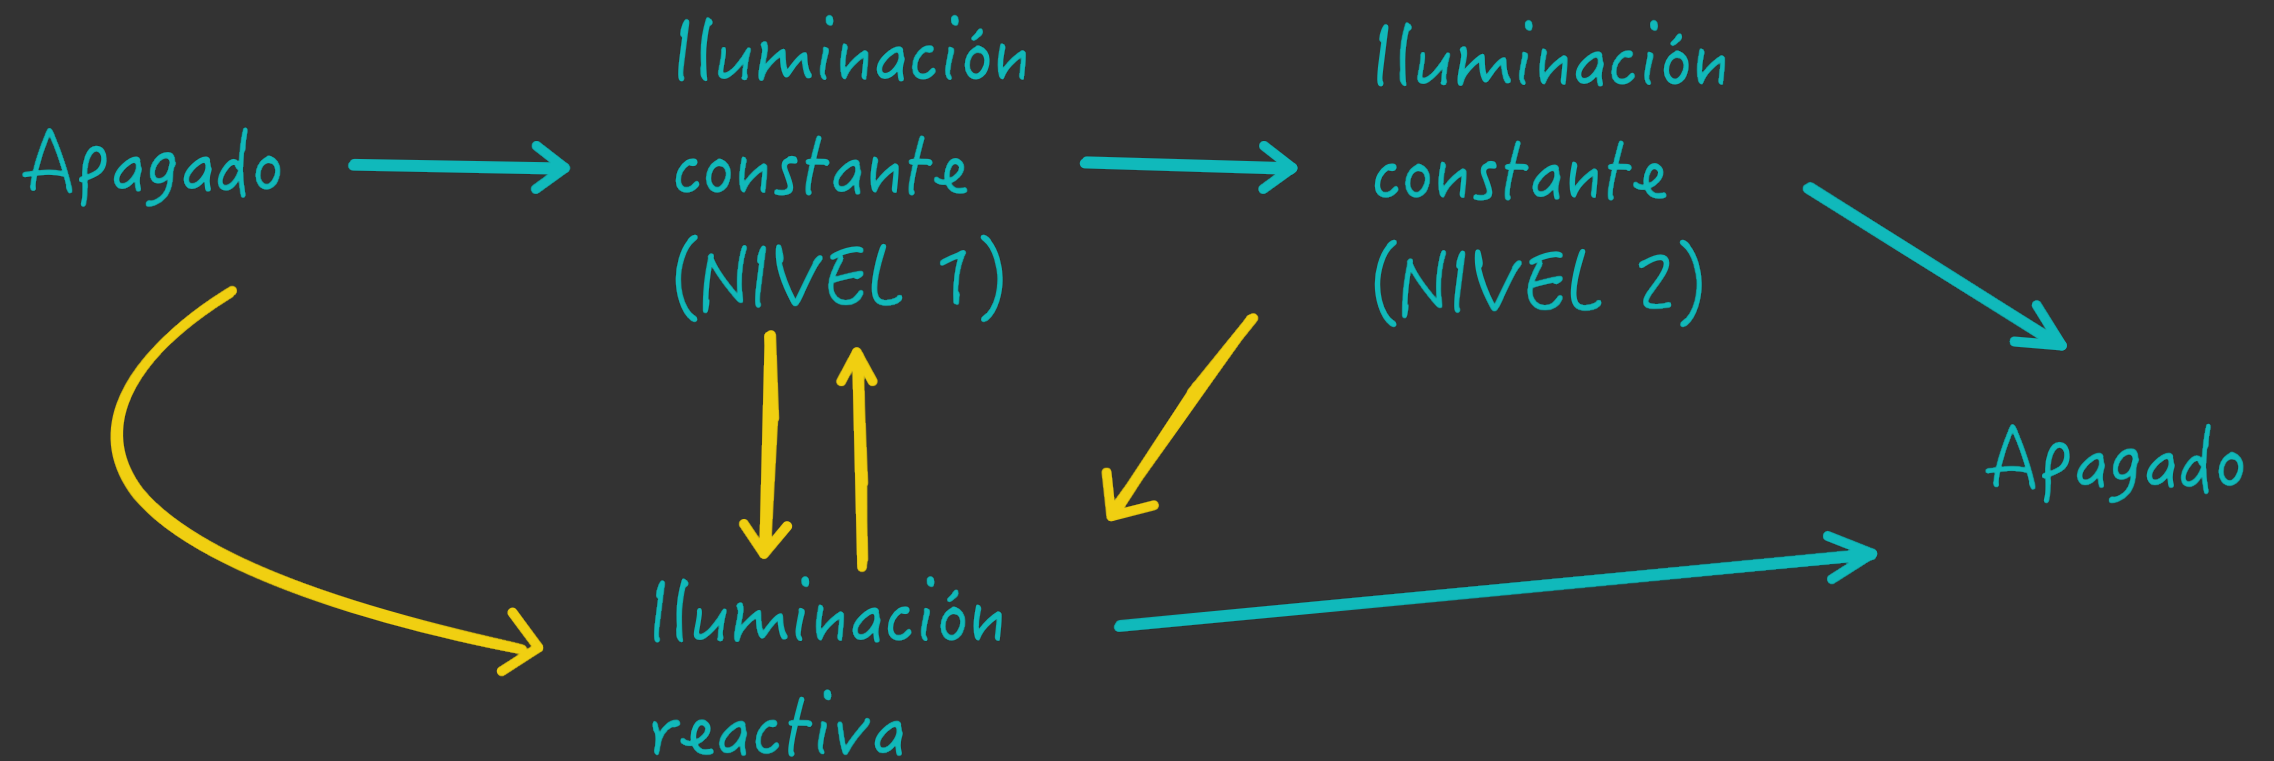 Apagado
Iluminación
constante
(NIVEL 1)
Iluminación
constante
(NIVEL 2)
Apagado
Iluminación
reactiva